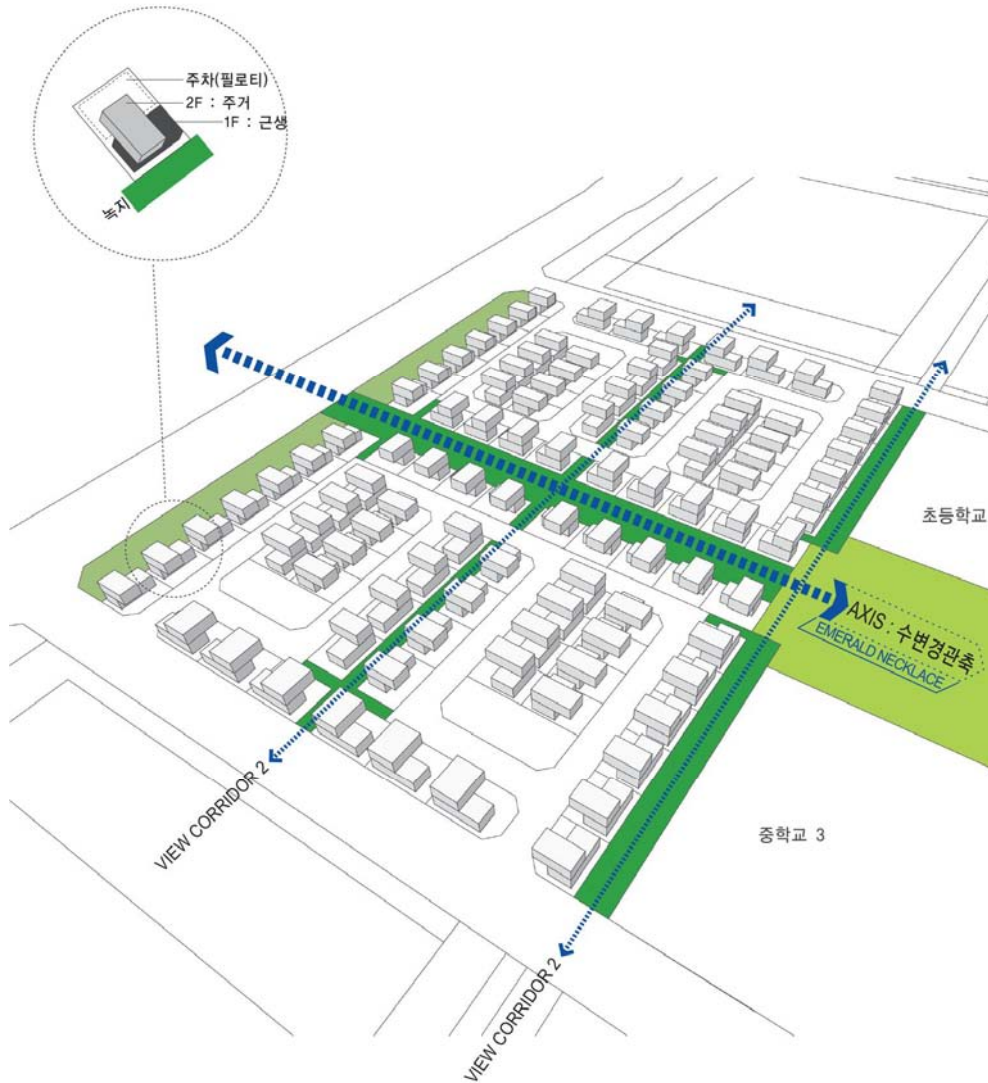 주차(필로티)
2F : 주거
1F : 근생
녹지
초등학교
AXIS : 수변경관축
EMERALD NECKLACE
중학교 3
VIEW CORRIDOR 2
VIEW CORRIDOR 2